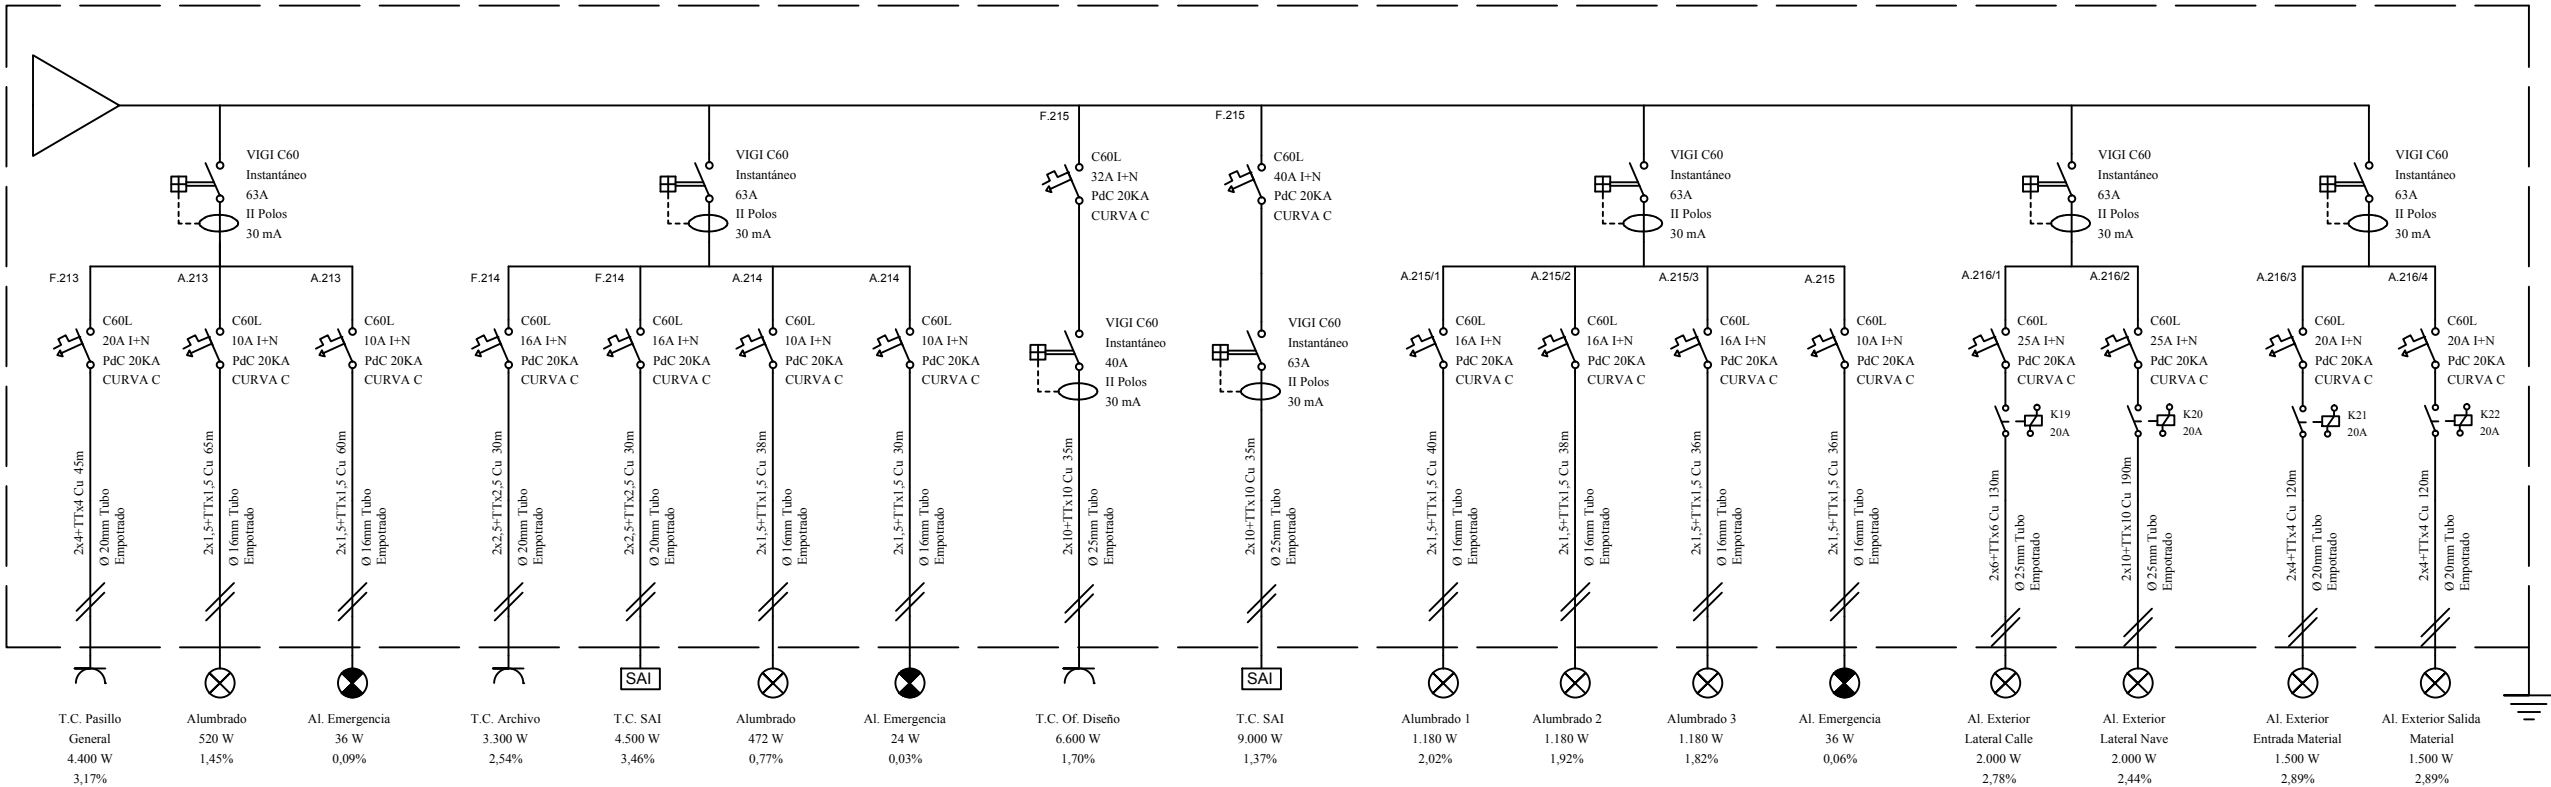 F.215
F.215
VIGI C60
Instantáneo
63A
II Polos
30 mA
VIGI C60
Instantáneo
63A
II Polos
30 mA
C60L
32A I+N
PdC 20KA
CURVA C
C60L
40A I+N
PdC 20KA
CURVA C
VIGI C60
Instantáneo
63A
II Polos
30 mA
VIGI C60
Instantáneo
63A
II Polos
30 mA
VIGI C60
Instantáneo
63A
II Polos
30 mA
F.213
A.213
A.213
F.214
F.214
A.214
A.214
A.215/1
A.215/2
A.215/3
A.215
A.216/1
A.216/2
A.216/3
A.216/4
C60L
20A I+N
PdC 20KA
CURVA C
C60L
10A I+N
PdC 20KA
CURVA C
C60L
10A I+N
PdC 20KA
CURVA C
C60L
16A I+N
PdC 20KA
CURVA C
C60L
16A I+N
PdC 20KA
CURVA C
C60L
10A I+N
PdC 20KA
CURVA C
C60L
10A I+N
PdC 20KA
CURVA C
VIGI C60
Instantáneo
40A
II Polos
30 mA
VIGI C60
Instantáneo
63A
II Polos
30 mA
C60L
16A I+N
PdC 20KA
CURVA C
C60L
16A I+N
PdC 20KA
CURVA C
C60L
16A I+N
PdC 20KA
CURVA C
C60L
10A I+N
PdC 20KA
CURVA C
C60L
25A I+N
PdC 20KA
CURVA C
C60L
25A I+N
PdC 20KA
CURVA C
C60L
20A I+N
PdC 20KA
CURVA C
C60L
20A I+N
PdC 20KA
CURVA C
K19
20A
K20
20A
K21
20A
K22
20A
2x4+TTx4 Cu 45m
Ø 20mm Tubo
Empotrado
2x1,5+TTx1,5 Cu 65m
Ø 16mm Tubo
Empotrado
2x1,5+TTx1,5 Cu 60m
Ø 16mm Tubo
Empotrado
2x2,5+TTx2,5 Cu 30m
Ø 20mm Tubo
Empotrado
2x2,5+TTx2,5 Cu 30m
Ø 20mm Tubo
Empotrado
2x1,5+TTx1,5 Cu 38m
Ø 16mm Tubo
Empotrado
2x1,5+TTx1,5 Cu 30m
Ø 16mm Tubo
Empotrado
2x10+TTx10 Cu 35m
Ø 25mm Tubo
Empotrado
2x10+TTx10 Cu 35m
Ø 25mm Tubo
Empotrado
2x1,5+TTx1,5 Cu 40m
Ø 16mm Tubo
Empotrado
2x1,5+TTx1,5 Cu 38m
Ø 16mm Tubo
Empotrado
2x1,5+TTx1,5 Cu 36m
Ø 16mm Tubo
Empotrado
2x1,5+TTx1,5 Cu 36m
Ø 16mm Tubo
Empotrado
2x6+TTx6 Cu 130m
Ø 25mm Tubo
Empotrado
2x10+TTx10 Cu 190m
Ø 25mm Tubo
Empotrado
2x4+TTx4 Cu 120m
Ø 20mm Tubo
Empotrado
2x4+TTx4 Cu 120m
Ø 20mm Tubo
Empotrado
SAI
SAI
T.C. Pasillo
General
4.400 W
3,17%
Alumbrado
520 W
1,45%
Al. Emergencia
36 W
0,09%
T.C. Archivo
3.300 W
2,54%
T.C. SAI
4.500 W
3,46%
Alumbrado
472 W
0,77%
Al. Emergencia
24 W
0,03%
T.C. Of. Diseño
6.600 W
1,70%
T.C. SAI
9.000 W
1,37%
Alumbrado 1
1.180 W
2,02%
Alumbrado 2
1.180 W
1,92%
Alumbrado 3
1.180 W
1,82%
Al. Emergencia
36 W
0,06%
Al. Exterior
Lateral Calle
2.000 W
2,78%
Al. Exterior
Lateral Nave
2.000 W
2,44%
Al. Exterior
Entrada Material
1.500 W
2,89%
Al. Exterior Salida
Material
1.500 W
2,89%